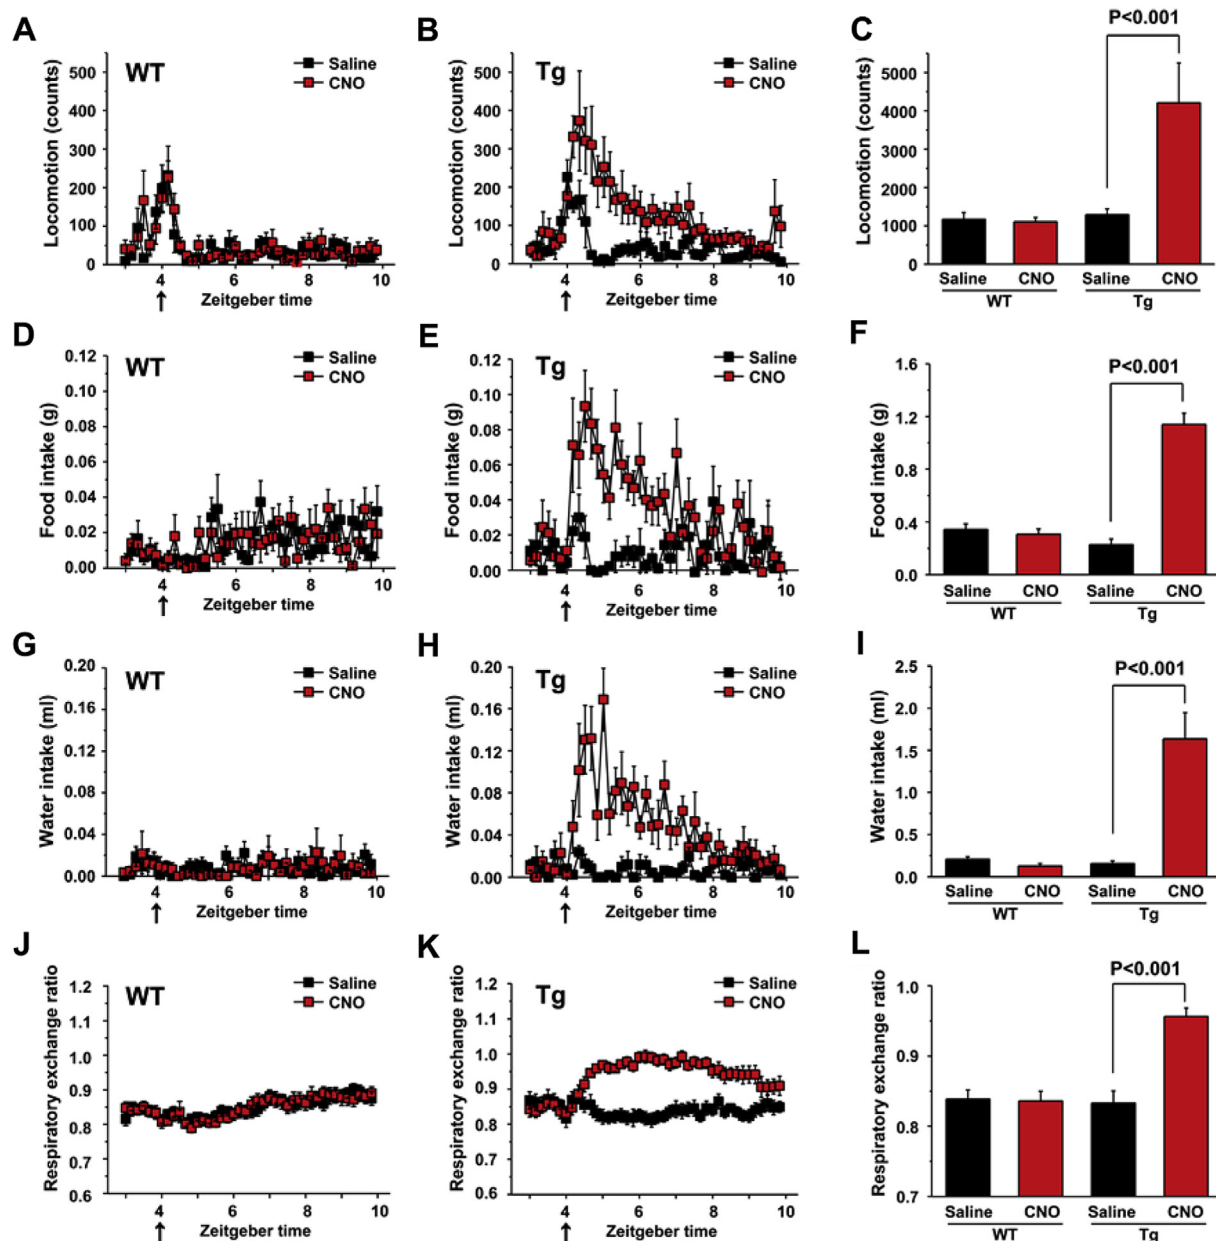 A
WT
Saline
CNO
Locomotion (counts)
500
400
300
200
100
0
4
6
8
10
Zeitgeber time
B
Tg
Saline
CNO
Locomotion (counts)
500
400
300
200
100
0
4
6
8
10
Zeitgeber time
C
P<0.001
Locomotion (counts)
5000
4000
3000
2000
1000
0
Saline CNO Saline CNO
WT Tg
D
WT
Saline
CNO
Food intake (g)
0.12
0.10
0.08
0.06
0.04
0.02
0.00
4
6
8
10
Zeitgeber time
E
Tg
Saline
CNO
Food intake (g)
0.12
0.10
0.08
0.06
0.04
0.02
0.00
4
6
8
10
Zeitgeber time
F
P<0.001
Food intake (g)
1.6
1.2
0.8
0.4
0.0
Saline CNO Saline CNO
WT Tg
G
WT
Saline
CNO
Water intake (ml)
0.20
0.16
0.12
0.08
0.04
0.00
4
6
8
10
Zeitgeber time
H
Tg
Saline
CNO
Water intake (ml)
0.20
0.16
0.12
0.08
0.04
0.00
4
6
8
10
Zeitgeber time
I
P<0.001
Water intake (ml)
2.5
2.0
1.5
1.0
0.5
0.0
Saline CNO Saline CNO
WT Tg
J
WT
Saline
CNO
Respiratory exchange ratio
1.2
1.1
1.0
0.9
0.8
0.7
0.6
4
6
8
10
Zeitgeber time
K
Tg
Saline
CNO
Respiratory exchange ratio
1.2
1.1
1.0
0.9
0.8
0.7
0.6
4
6
8
10
Zeitgeber time
L
P<0.001
Respiratory exchange ratio
1.0
0.9
0.8
0.7
Saline CNO Saline CNO
WT Tg